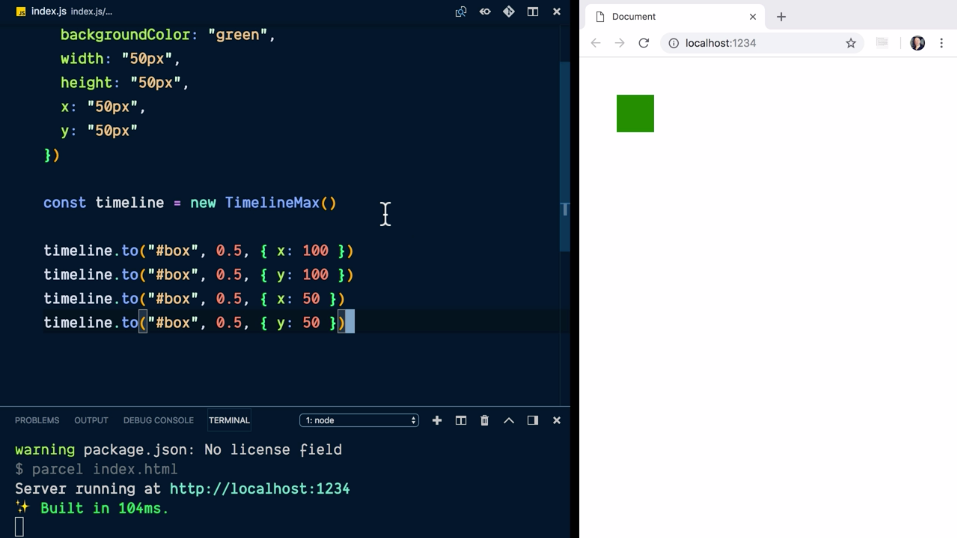 index.js index.js/...
backgroundColor: "green",
width: "50px",
height: "50px",
x: "50px",
y: "50px"
})
const timeline = new TimelineMax()
timeline.to("#box", 0.5, { x: 100 })
timeline.to("#box", 0.5, { y: 100 })
timeline.to("#box", 0.5, { x: 50 })
timeline.to("#box", 0.5, { y: 50 })
PROBLEMS OUTPUT DEBUG CONSOLE TERMINAL 1: node
warning package.json: No license field
$ parcel index.html
Server running at http://localhost:1234
✨ Built in 104ms.
Document
localhost:1234